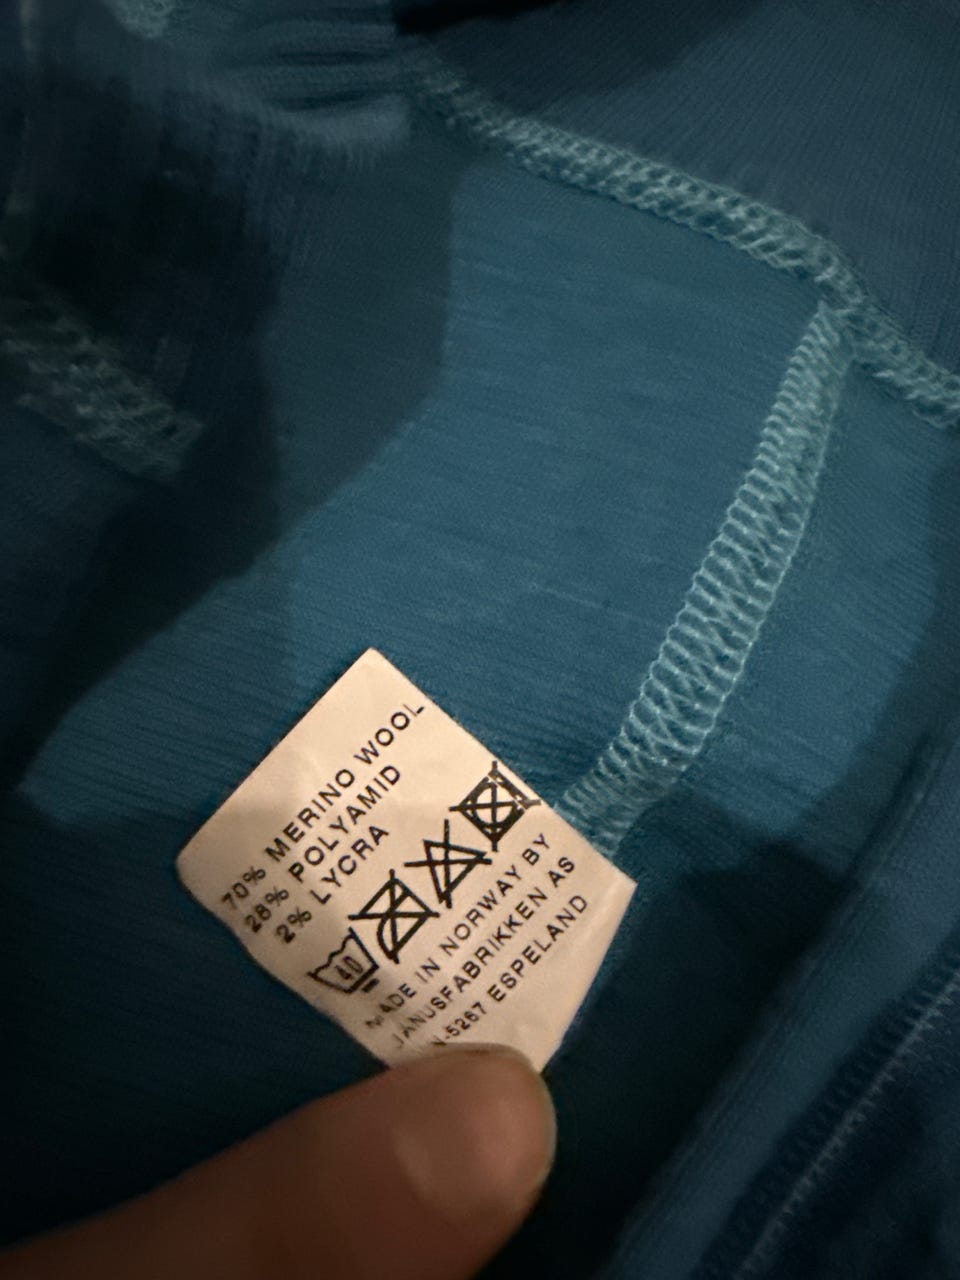 70% MERINO WOOL
28% POLYAMID
2% LYCRA
40
MADE IN NORWAY BY
JANUSFABRIKKEN AS
N-5267 ESPELAND